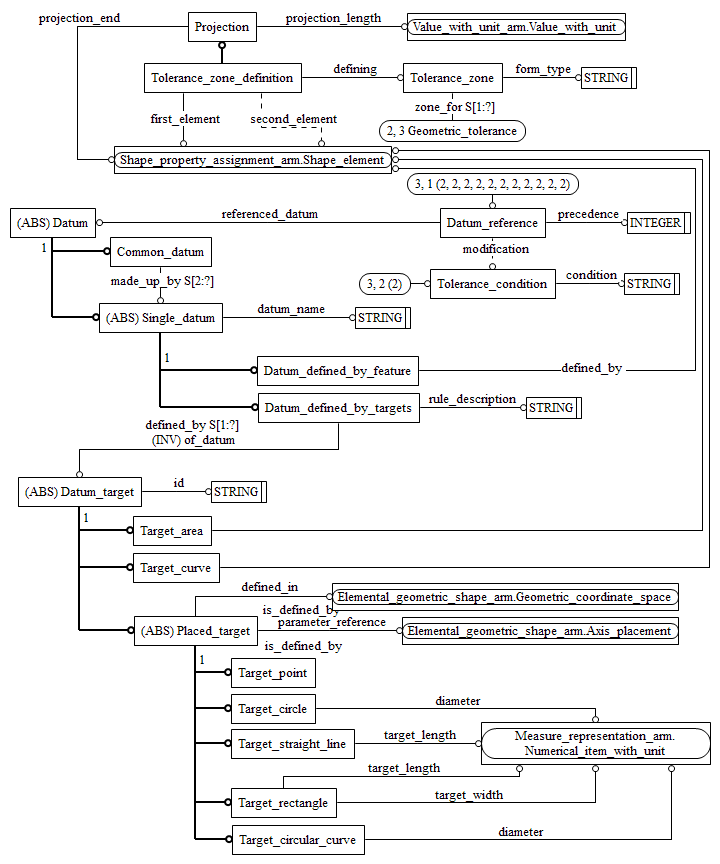 projection_end
projection_length
Projection
Value_with_unit_arm.Value_with_unit
Tolerance_zone_definition
defining
Tolerance_zone
form_type
STRING
first_element
second_element
zone_for S[1:?]
2, 3 Geometric_tolerance
Shape_property_assignment_arm.Shape_element
3, 1 (2, 2, 2, 2, 2, 2, 2, 2, 2, 2, 2)
(ABS) Datum
referenced_datum
Datum_reference
precedence
INTEGER
1
Common_datum
modification
made_up_by S[2:?]
3, 2 (2)
Tolerance_condition
condition
STRING
(ABS) Single_datum
datum_name
STRING
1
Datum_defined_by_feature
defined_by
Datum_defined_by_targets
rule_description
STRING
defined_by S[1:?]
(INV) of_datum
(ABS) Datum_target
id
STRING
1
Target_area
Target_curve
defined_in
Elemental_geometric_shape_arm.Geometric_coordinate_space
is_defined_by
parameter_reference
(ABS) Placed_target
Elemental_geometric_shape_arm.Axis_placement
is_defined_by
1
Target_point
Target_circle
diameter
Target_straight_line
target_length
Measure_representation_arm.
Numerical_item_with_unit
target_length
Target_rectangle
target_width
Target_circular_curve
diameter